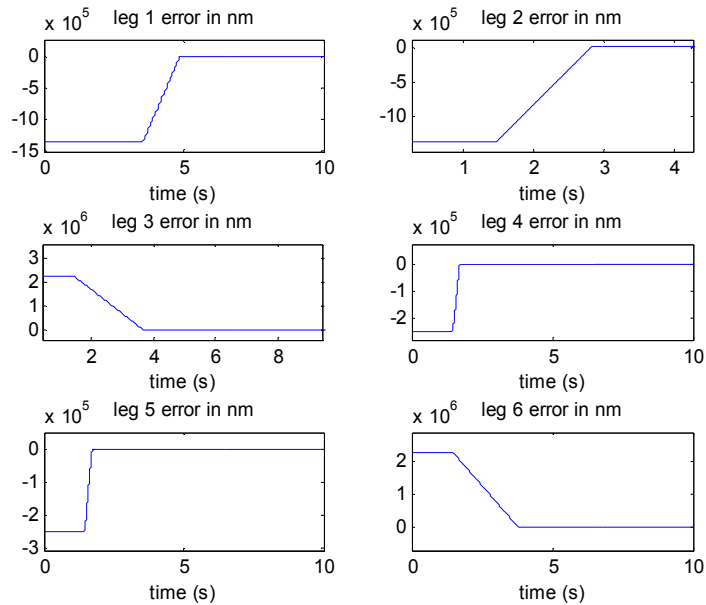 x 10^5 leg 1 error in nm
0
-5
-10
-15
0 5 10
time (s)
x 10^5 leg 2 error in nm
0
-5
-10
1 2 3 4
time (s)
x 10^6 leg 3 error in nm
3
2
1
0
2 4 6 8
time (s)
x 10^5 leg 4 error in nm
0
-1
-2
0 5 10
time (s)
x 10^5 leg 5 error in nm
0
-1
-2
-3
0 5 10
time (s)
x 10^6 leg 6 error in nm
2
1
0
0 5 10
time (s)